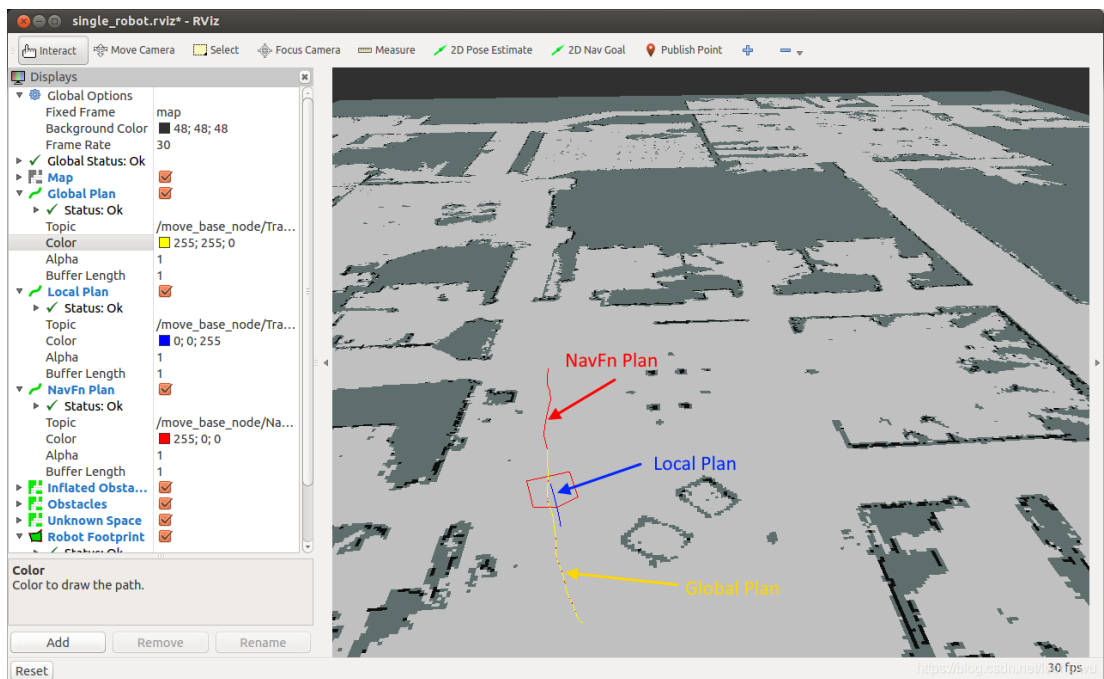 single_robot.rviz* - RViz
Interact Move Camera Select Focus Camera Measure 2D Pose Estimate 2D Nav Goal Publish Point
Displays
Global Options
Fixed Frame map
Background Color 48; 48; 48
Frame Rate 30
Global Status: Ok
Map
Global Plan
Status: Ok
Topic /move_base_node/Tra...
Color 255; 255; 0
Alpha 1
Buffer Length 1
Local Plan
Status: Ok
Topic /move_base_node/Tra...
Color 0; 0; 255
Alpha 1
Buffer Length 1
NavFn Plan
Status: Ok
Topic /move_base_node/Na...
Color 255; 0; 0
Alpha 1
Buffer Length 1
Inflated Obsta...
Obstacles
Unknown Space
Robot Footprint
Status: Ok
Color
Color to draw the path.
Add Remove Rename
Reset
NavFn Plan
Local Plan
Global Plan
30 fps